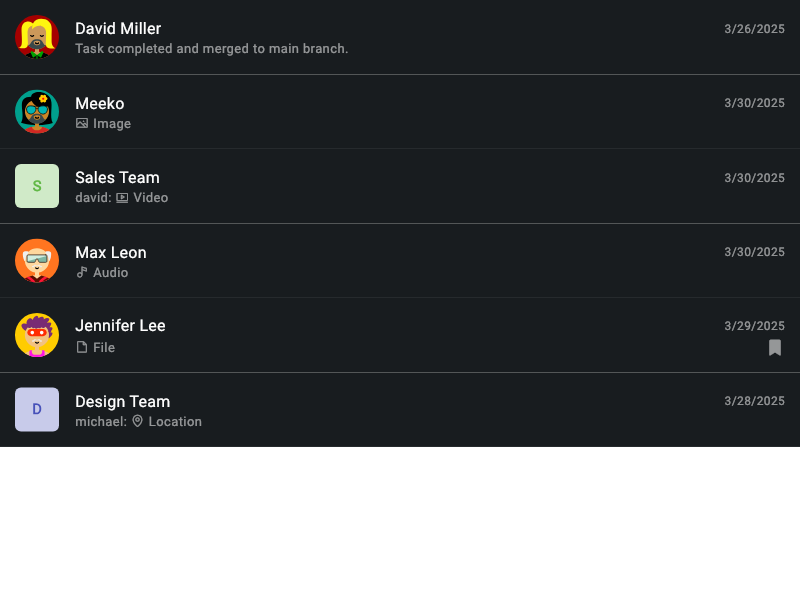 David Miller
3/26/2025
Task completed and merged to main branch.
Meeko
3/30/2025
Image
S
Sales Team
3/30/2025
david: Video
Max Leon
3/30/2025
Audio
Jennifer Lee
3/29/2025
File
D
Design Team
3/28/2025
michael: Location